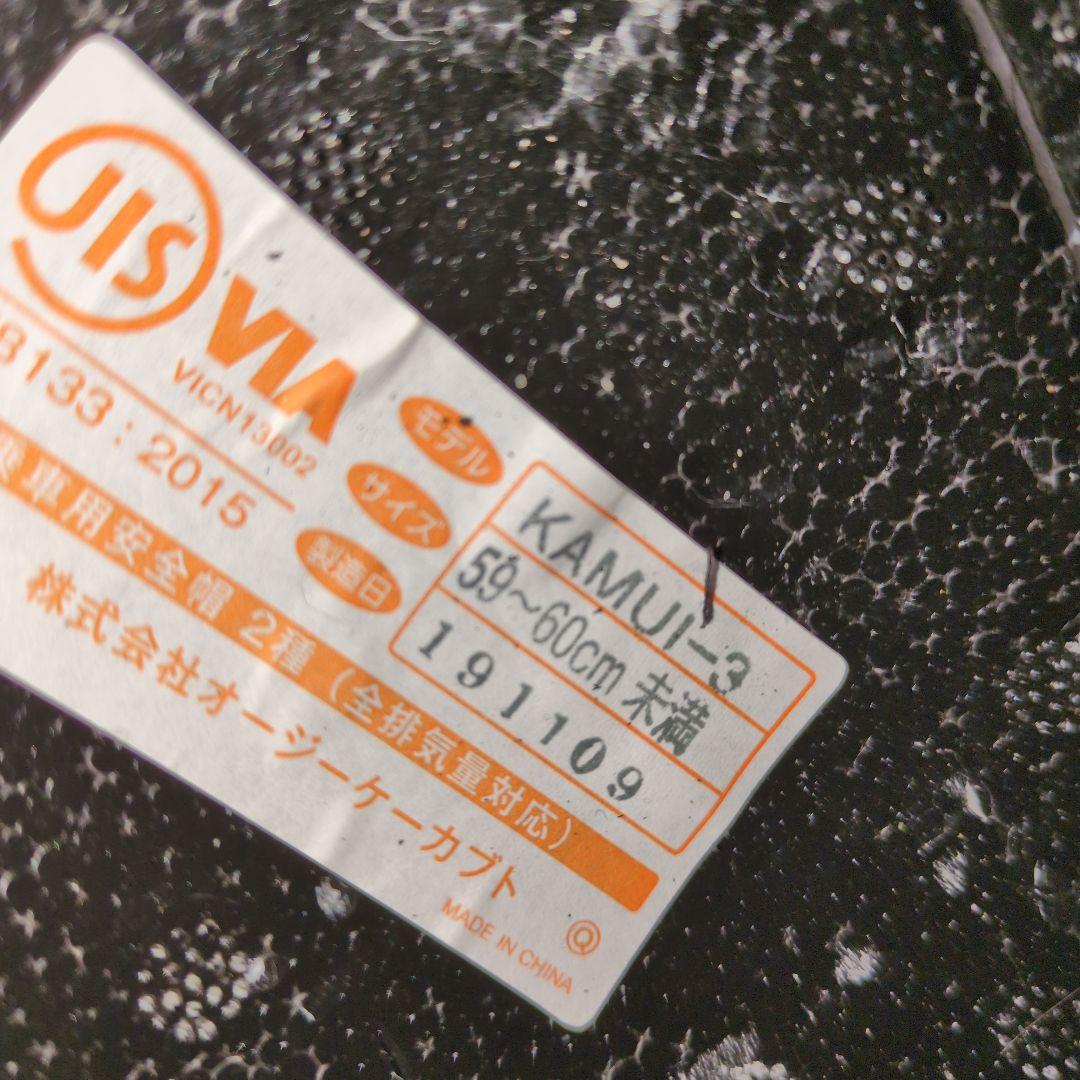 JIS
VIA
VICN13002
8133:2015
モデル KAMUI-3
サイズ 59~60cm 未満
製造日 191109
車用安全帽 2種 (全排気量対応)
株式会社オージーケーカブト
MADE IN CHINA
Q